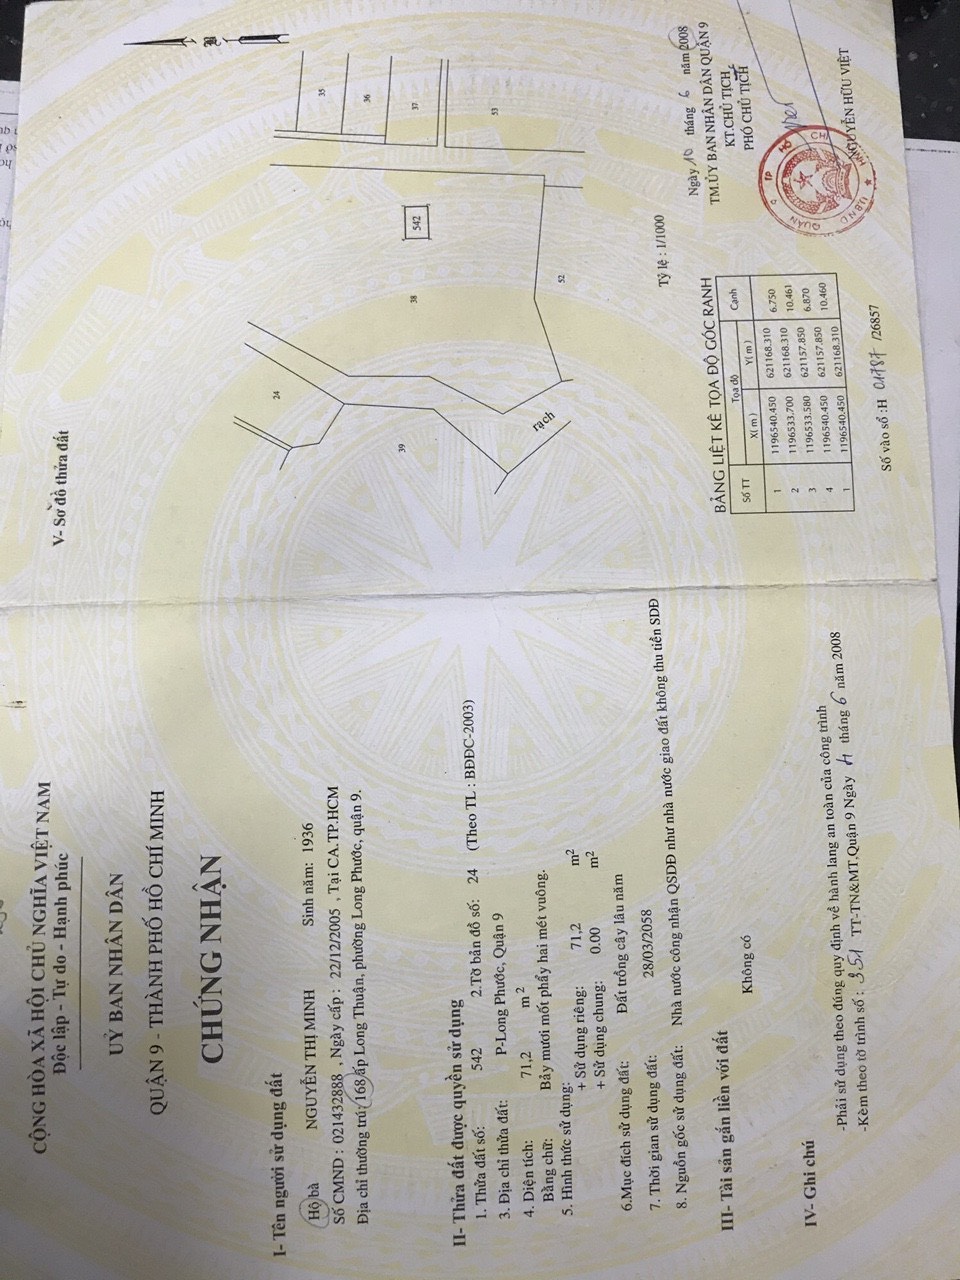 CỘNG HÒA XÃ HỘI CHỦ NGHĨA VIỆT NAM
Độc lập - Tự do - Hạnh phúc
UỶ BAN NHÂN DÂN
QUẬN 9 - THÀNH PHỐ HỒ CHÍ MINH
CHỨNG NHẬN
I- Tên người sử dụng đất
Hộ bà NGUYỄN THỊ MINH Sinh năm: 1936
Số CMND : 021432888 , Ngày cấp : 22/12/2005 , Tại CA.TP.HCM
Địa chỉ thường trú: 168 ấp Long Thuận, phường Long Phước, quận 9.
II- Thửa đất được quyền sử dụng
1. Thửa đất số: 542 2.Tờ bản đồ số: 24 (Theo TL : BĐĐC-2003)
3. Địa chỉ thửa đất: P-Long Phước, Quận 9
4. Diện tích: 71,2 m2
Bằng chữ: Bảy mươi mốt phẩy hai mét vuông.
5. Hình thức sử dụng:
+ Sử dụng riêng: 71,2 m2
+ Sử dụng chung: 0.00 m2
6.Mục đích sử dụng đất: Đất trồng cây lâu năm
7. Thời gian sử dụng đất: 28/03/2058
8. Nguồn gốc sử dụng đất: Nhà nước công nhận QSDĐ như nhà nước giao đất không thu tiền SDĐ
III- Tài sản gắn liền với đất
Không có
IV- Ghi chú
-Phải sử dụng theo đúng quy định về hành lang an toàn của công trình
-Kèm theo tờ trình số : 351 TT-TN&MT.Quận 9 Ngày 4 tháng 6 năm 2008
V- Sơ đồ thửa đất
24
35
36
37
53
542
38
39
52
rạch
Tỷ lệ : 1/1000
BẢNG LIỆT KÊ TỌA ĐỘ GÓC RANH
Số TT Tọa độ Cạnh
X( m ) Y( m )
1 1196540.450 621168.310 6.750
2 1196533.700 621168.310 10.461
3 1196533.580 621157.850 6.870
4 1196540.450 621157.850 10.460
1 1196540.450 621168.310
Số vào sổ :H 01787 /26857
Ngày 10 tháng 6 năm 2008
TM.ỦY BAN NHÂN DÂN QUẬN 9
KT.CHỦ TỊCH
PHÓ CHỦ TỊCH
U.B.N.D QUẬN 9 TP HỒ CHÍ MINH
NGUYỄN HỮU VIỆT